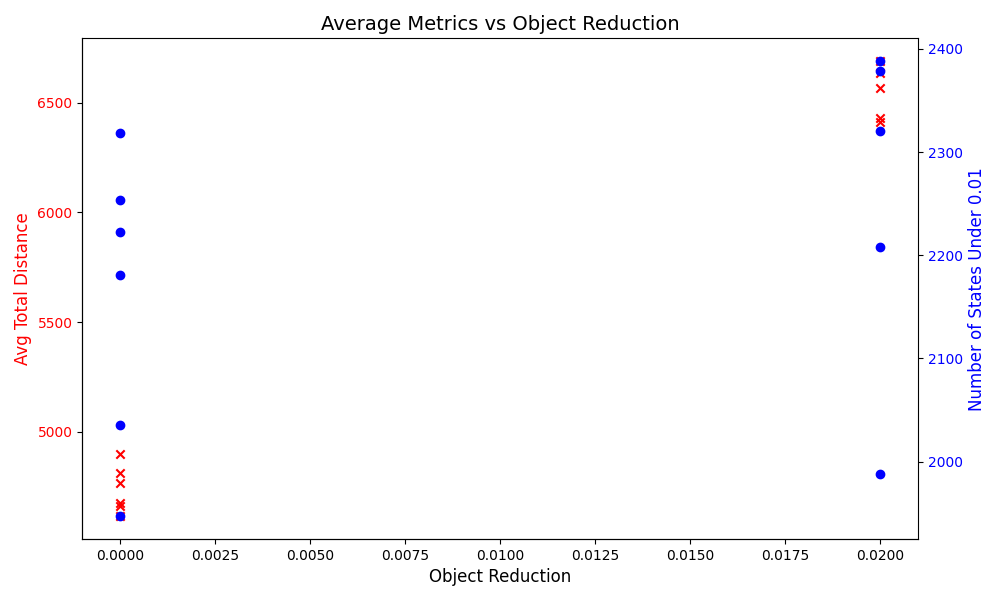 Average Metrics vs Object Reduction
6500
6000
5500
5000
Avg Total Distance
2400
2300
2200
2100
2000
Number of States Under 0.01
0.0000 0.0025 0.0050 0.0075 0.0100 0.0125 0.0150 0.0175 0.0200
Object Reduction